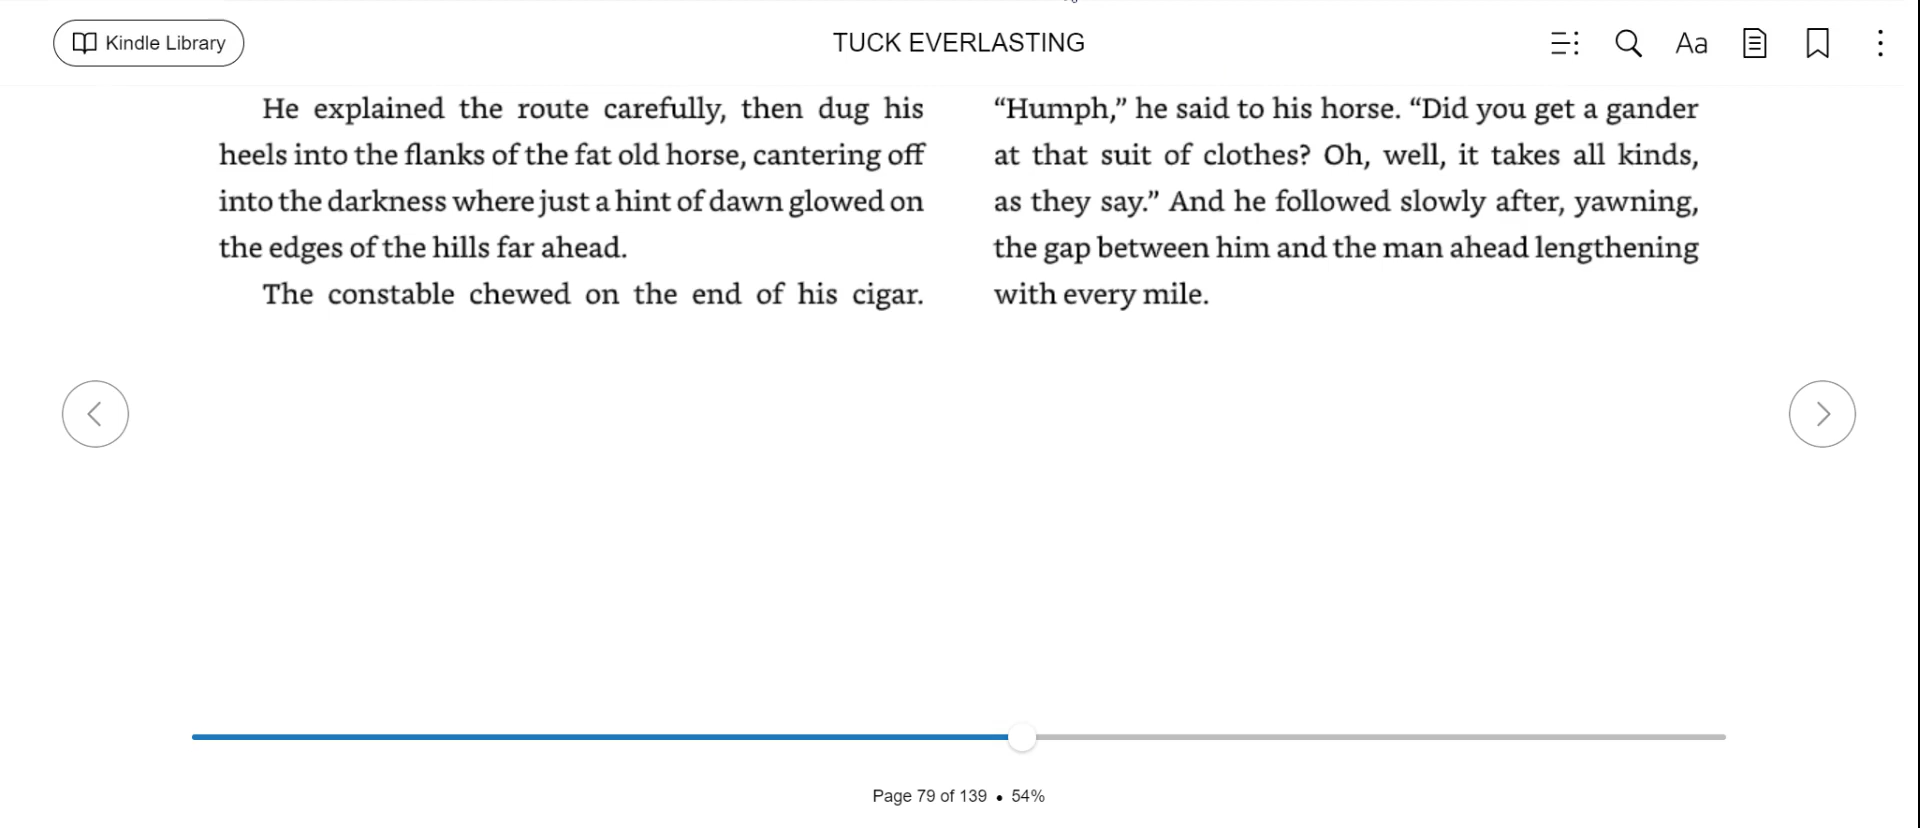 Kindle Library
TUCK EVERLASTING
Aa
He explained the route carefully, then dug his
heels into the flanks of the fat old horse, cantering off
into the darkness where just a hint of dawn glowed on
the edges of the hills far ahead.
The constable chewed on the end of his cigar.
“Humph,” he said to his horse. “Did you get a gander
at that suit of clothes? Oh, well, it takes all kinds,
as they say.” And he followed slowly after, yawning,
the gap between him and the man ahead lengthening
with every mile.
Page 79 of 139 • 54%